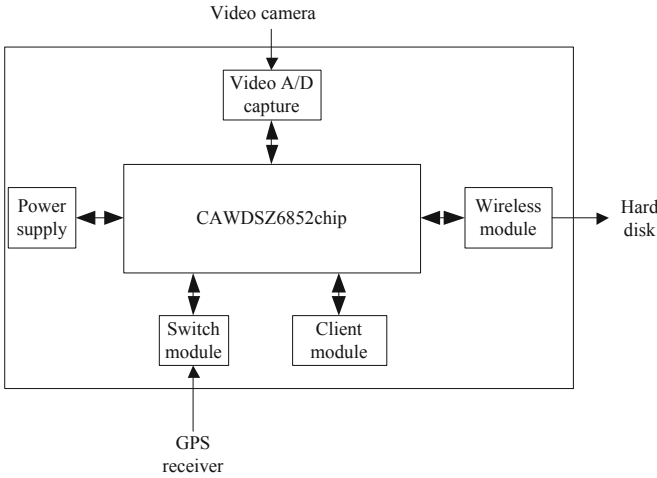 Video camera
Video A/D
capture
Power
supply
CAWDSZ6852chip
Wireless
module
Hard
disk
Switch
module
Client
module
GPS
receiver